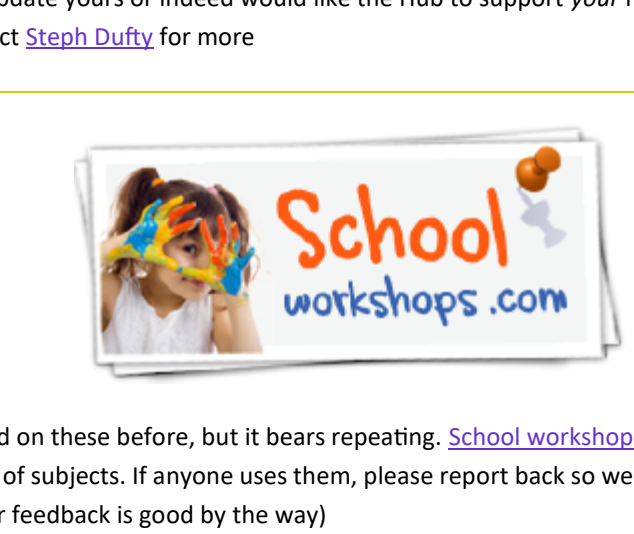 yours or indeed would like the Hub to support your
ct Steph Dufty for more
School
workshops .com
d on these before, but it bears repeating. School workshop
of subjects. If anyone uses them, please report back so we
feedback is good by the way)